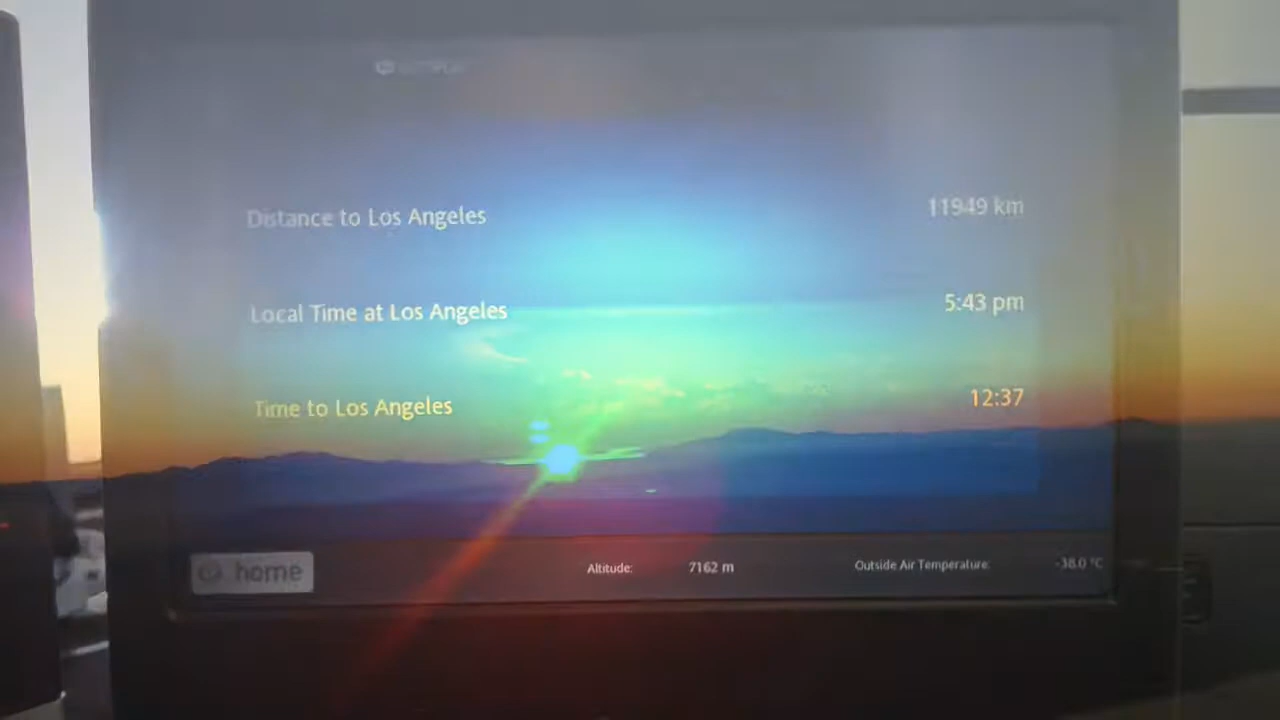 Distance to Los Angeles 11949 km
Local Time at Los Angeles 5:43 pm
Time to Los Angeles 12:37
home Altitude: 7162 m Outside Air Temperature: -38.0 °C